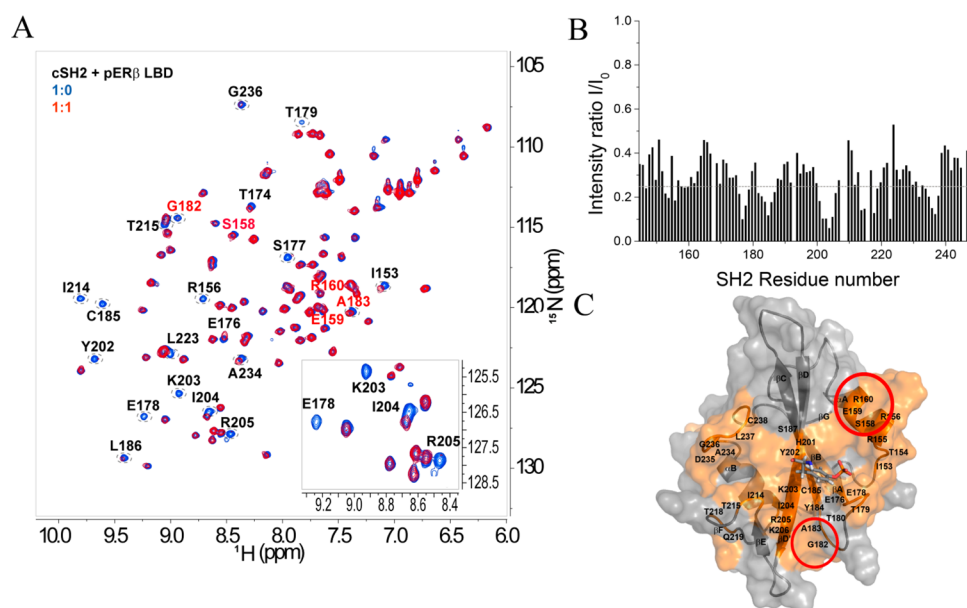 A
cSH2 + pERβ LBD
1:0
1:1
G236
T179
G182
T174
T215
S158
S177
I214
C185
R156
R160
I153
A183
E159
E176
Y202
L223
A234
K203
I204
E178
R205
L186
K203
E178
I204
R205
9.2 9.0 8.8 8.6 8.4
125.5
126.5
127.5
128.5
10.0 9.5 9.0 8.5 8.0 7.5 7.0 6.5 6.0
¹H (ppm)
105
110
115
120
125
130
¹⁵N (ppm)
B
Intensity ratio I/I₀
1.0
0.8
0.6
0.4
0.2
0.0
160 180 200 220 240
SH2 Residue number
C
βC
βD
αA
R160
E159
S158
R156
βG
C238
S187
R155
G236
L237
H201
T154
D235
A234
Y202
βB
I153
αB
K203
C185
βA
E178
E176
I214
I204
Y184
T179
T218
T215
R205
T180
βF
K206
A183
Q219
βE
βD'
G182